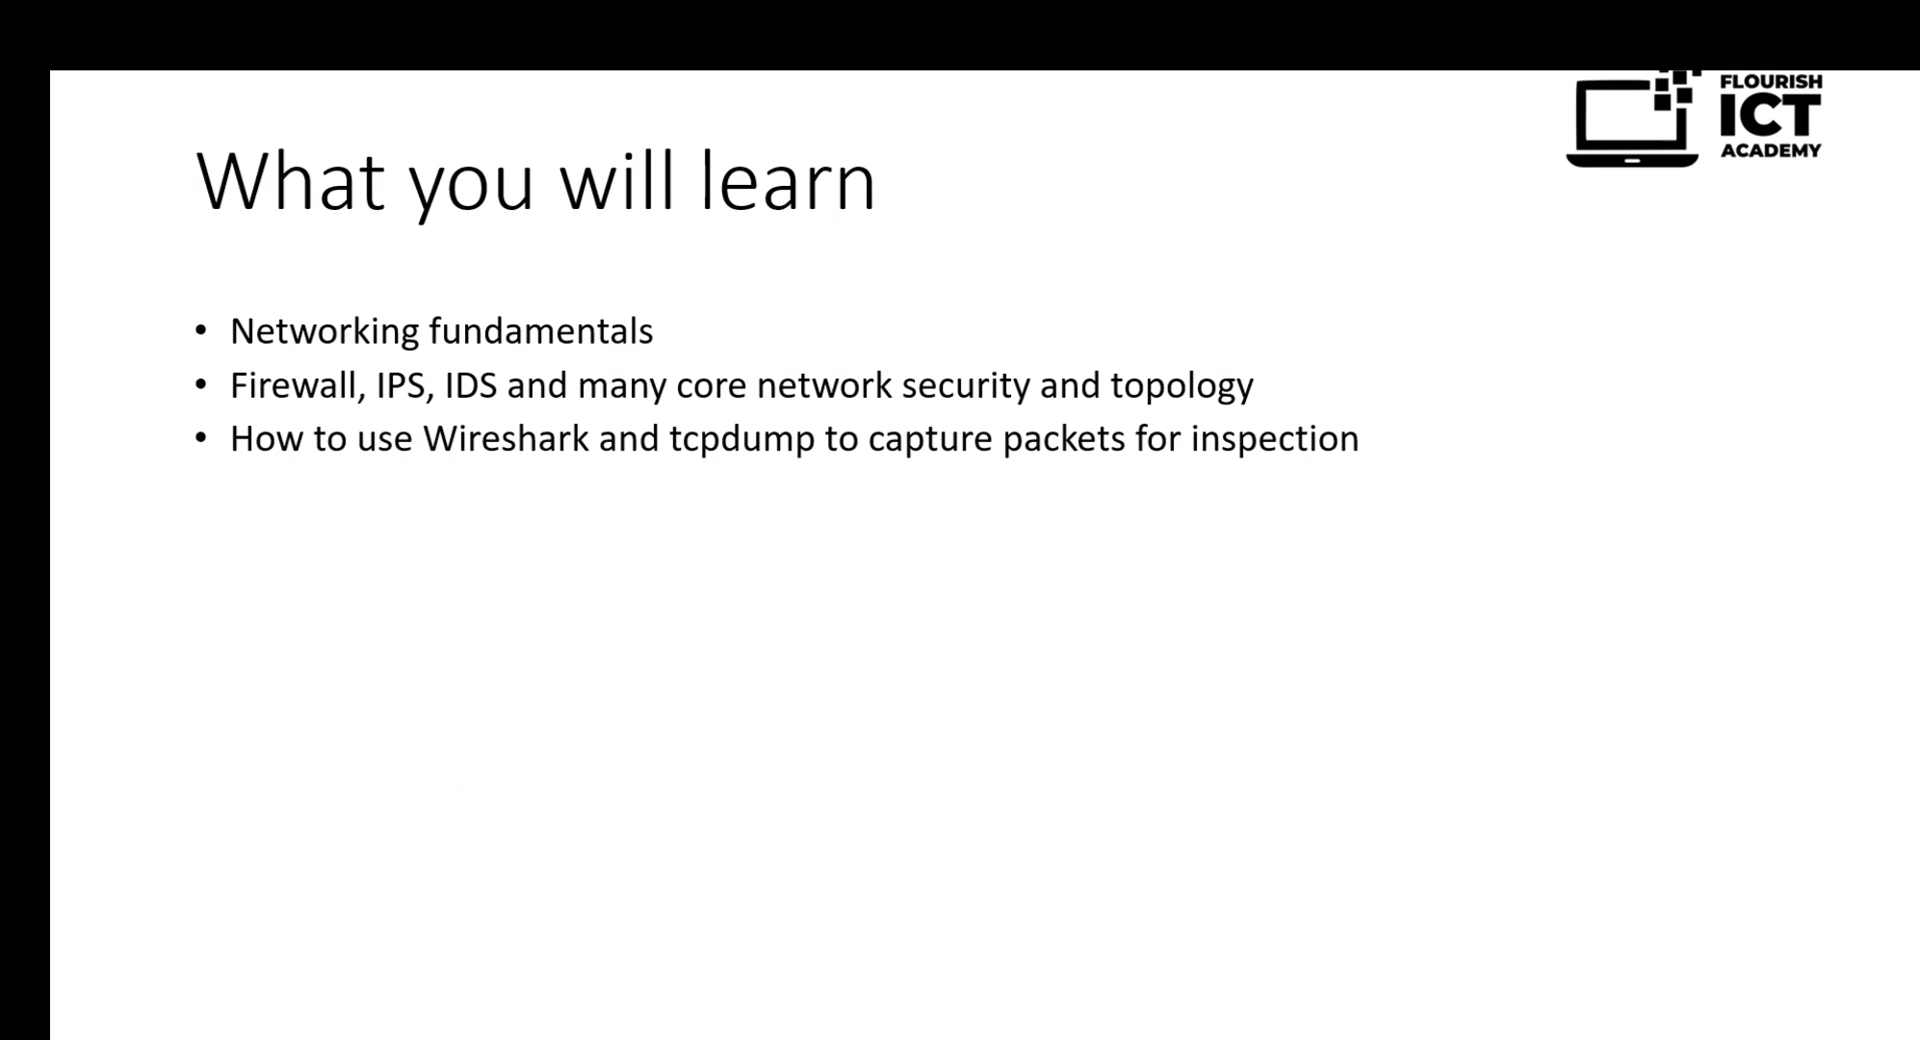 FLOURISH
ICT
ACADEMY
What you will learn
• Networking fundamentals
• Firewall, IPS, IDS and many core network security and topology
• How to use Wireshark and tcpdump to capture packets for inspection